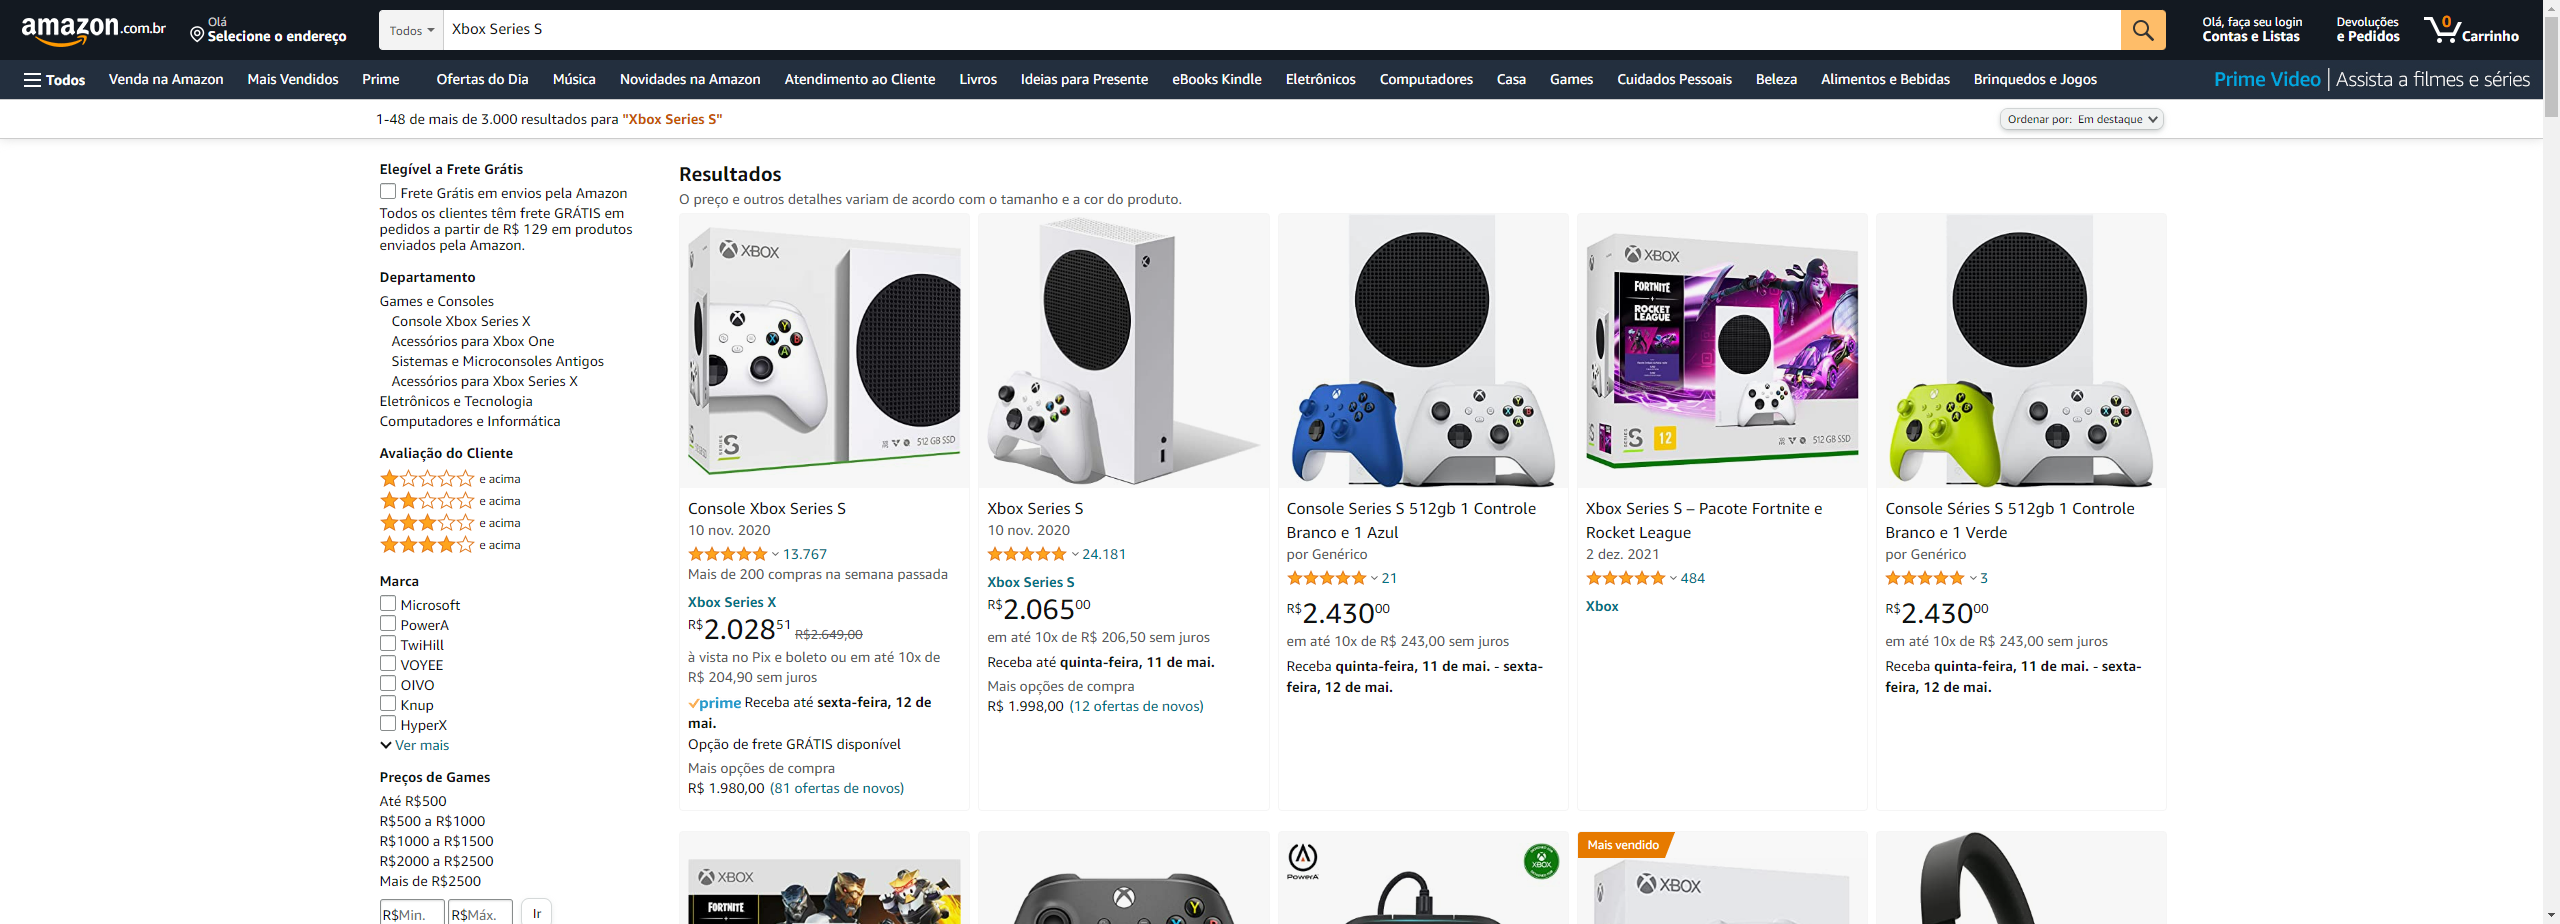 amazon.com.br
Olá
Selecione o endereço
Todos
Xbox Series S
Olá, faça seu login
Contas e Listas
Devoluções
e Pedidos
0
Carrinho
Todos
Venda na Amazon
Mais Vendidos
Prime
Ofertas do Dia
Música
Novidades na Amazon
Atendimento ao Cliente
Livros
Ideias para Presente
eBooks Kindle
Eletrônicos
Computadores
Casa
Games
Cuidados Pessoais
Beleza
Alimentos e Bebidas
Brinquedos e Jogos
Prime Video | Assista a filmes e séries
1-48 de mais de 3.000 resultados para "Xbox Series S"
Ordenar por: Em destaque
Elegível a Frete Grátis
Frete Grátis em envios pela Amazon
Todos os clientes têm frete GRÁTIS em
pedidos a partir de R$ 129 em produtos
enviados pela Amazon.
Departamento
Games e Consoles
Console Xbox Series X
Acessórios para Xbox One
Sistemas e Microconsoles Antigos
Acessórios para Xbox Series X
Eletrônicos e Tecnologia
Computadores e Informática
Avaliação do Cliente
e acima
e acima
e acima
e acima
Marca
Microsoft
PowerA
TwiHill
VOYEE
OIVO
Knup
HyperX
Ver mais
Preços de Games
Até R$500
R$500 a R$1000
R$1000 a R$1500
R$2000 a R$2500
Mais de R$2500
R$Min.
R$Máx.
Ir
Resultados
O preço e outros detalhes variam de acordo com o tamanho e a cor do produto.
XBOX
SERIES S
512 GB SSD
Console Xbox Series S
10 nov. 2020
13.767
Mais de 200 compras na semana passada
Xbox Series X
R$2.02851 R$2.649,00
à vista no Pix e boleto ou em até 10x de
R$ 204,90 sem juros
prime Receba até sexta-feira, 12 de
mai.
Opção de frete GRÁTIS disponível
Mais opções de compra
R$ 1.980,00 (81 ofertas de novos)
Xbox Series S
10 nov. 2020
24.181
Xbox Series S
R$2.06500
em até 10x de R$ 206,50 sem juros
Receba até quinta-feira, 11 de mai.
Mais opções de compra
R$ 1.998,00 (12 ofertas de novos)
Console Series S 512gb 1 Controle
Branco e 1 Azul
por Genérico
21
R$2.43000
em até 10x de R$ 243,00 sem juros
Receba quinta-feira, 11 de mai. - sexta-
feira, 12 de mai.
XBOX
FORTNITE
+
ROCKET
LEAGUE
SERIES S
12
512 GB SSD
Xbox Series S – Pacote Fortnite e
Rocket League
2 dez. 2021
484
Xbox
Console Séries S 512gb 1 Controle
Branco e 1 Verde
por Genérico
3
R$2.43000
em até 10x de R$ 243,00 sem juros
Receba quinta-feira, 11 de mai. - sexta-
feira, 12 de mai.
XBOX
FORTNITE
PowerA
XBOX
Mais vendido
XBOX